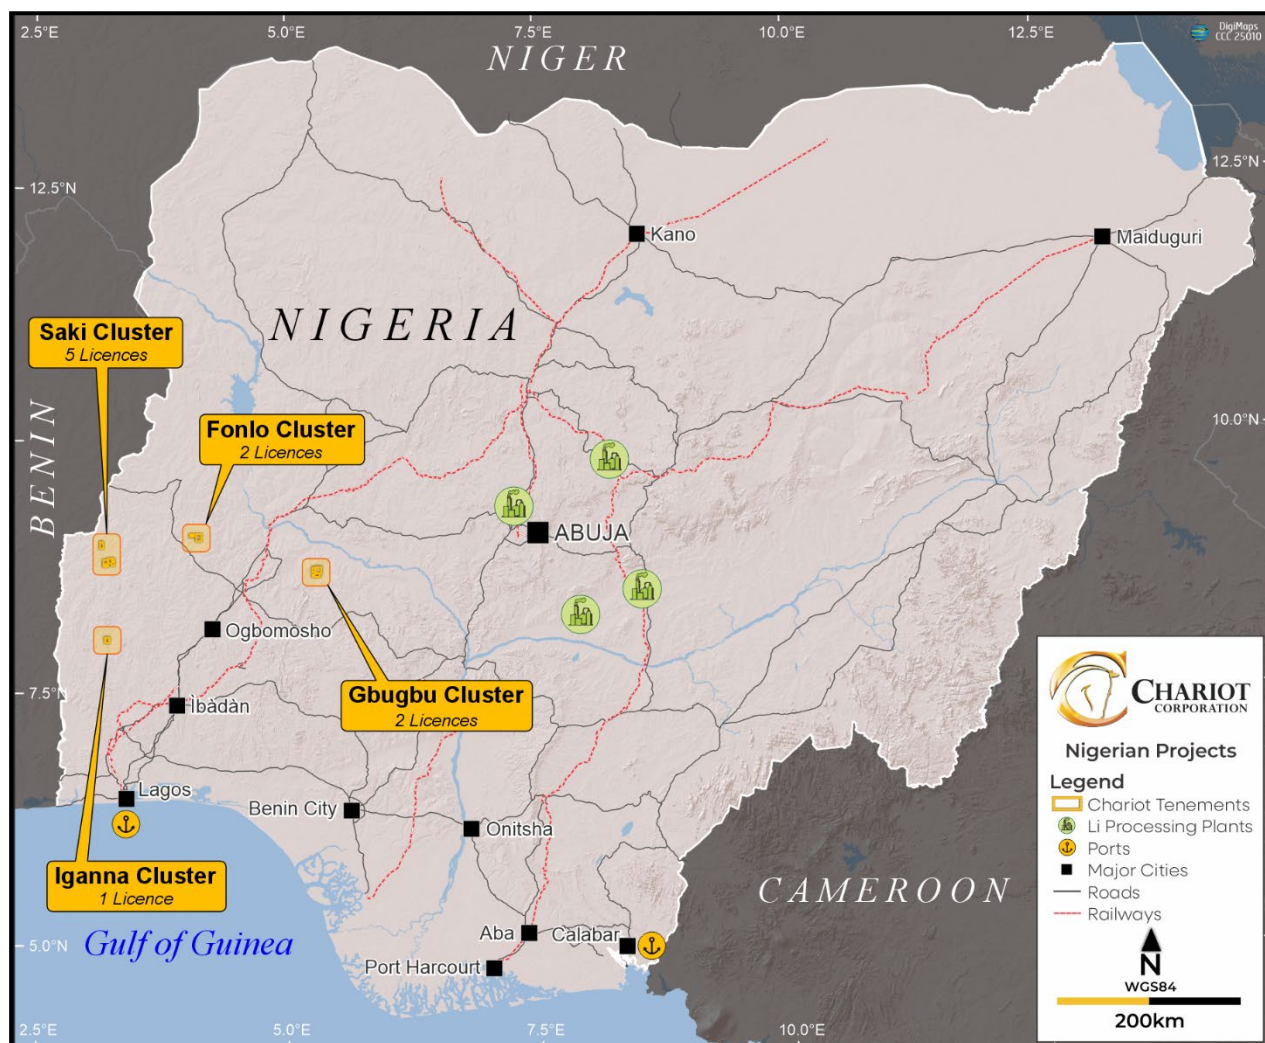 2.5°E
5.0°E
7.5°E
10.0°E
12.5°E
DigiMaps
CCC 25010
NIGER
12.5°N
12.5°N
Kano
Maiduguri
NIGERIA
Saki Cluster
5 Licences
BENIN
Fonlo Cluster
2 Licences
10.0°N
ABUJA
Ogbomosho
Gbugbu Cluster
2 Licences
7.5°N
Ìbàdàn
Lagos
Benin City
Onitsha
Iganna Cluster
1 Licence
CAMEROON
Gulf of Guinea
5.0°N
Aba
Calabar
Port Harcourt
2.5°E
5.0°E
7.5°E
10.0°E
CHARIOT
CORPORATION
Nigerian Projects
Legend
Chariot Tenements
Li Processing Plants
Ports
Major Cities
Roads
Railways
N
WGS84
200km